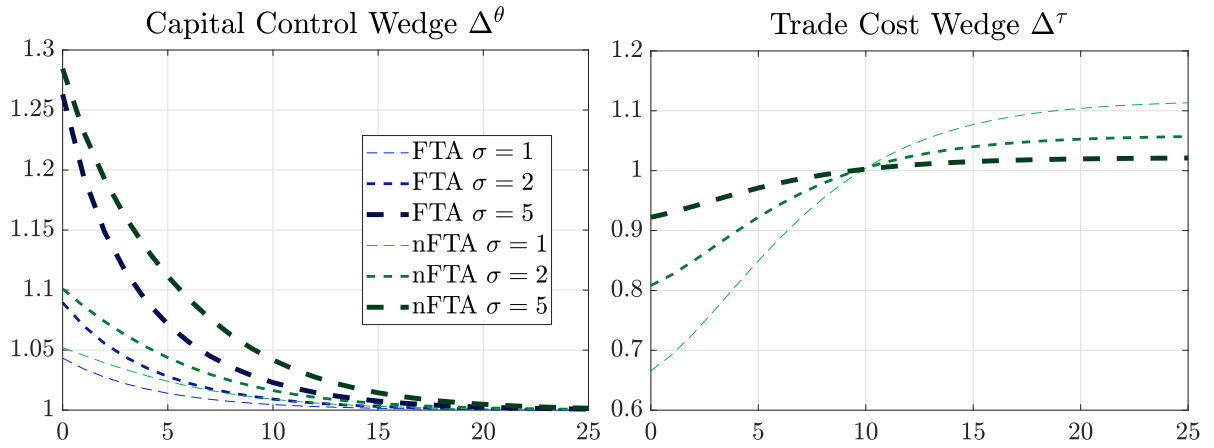 Capital Control Wedge Δ^θ
1.3
1.25
1.2
1.15
1.1
1.05
1
0 5 10 15 20 25
FTA σ = 1
FTA σ = 2
FTA σ = 5
nFTA σ = 1
nFTA σ = 2
nFTA σ = 5
Trade Cost Wedge Δ^τ
1.2
1.1
1
0.9
0.8
0.7
0.6
0 5 10 15 20 25